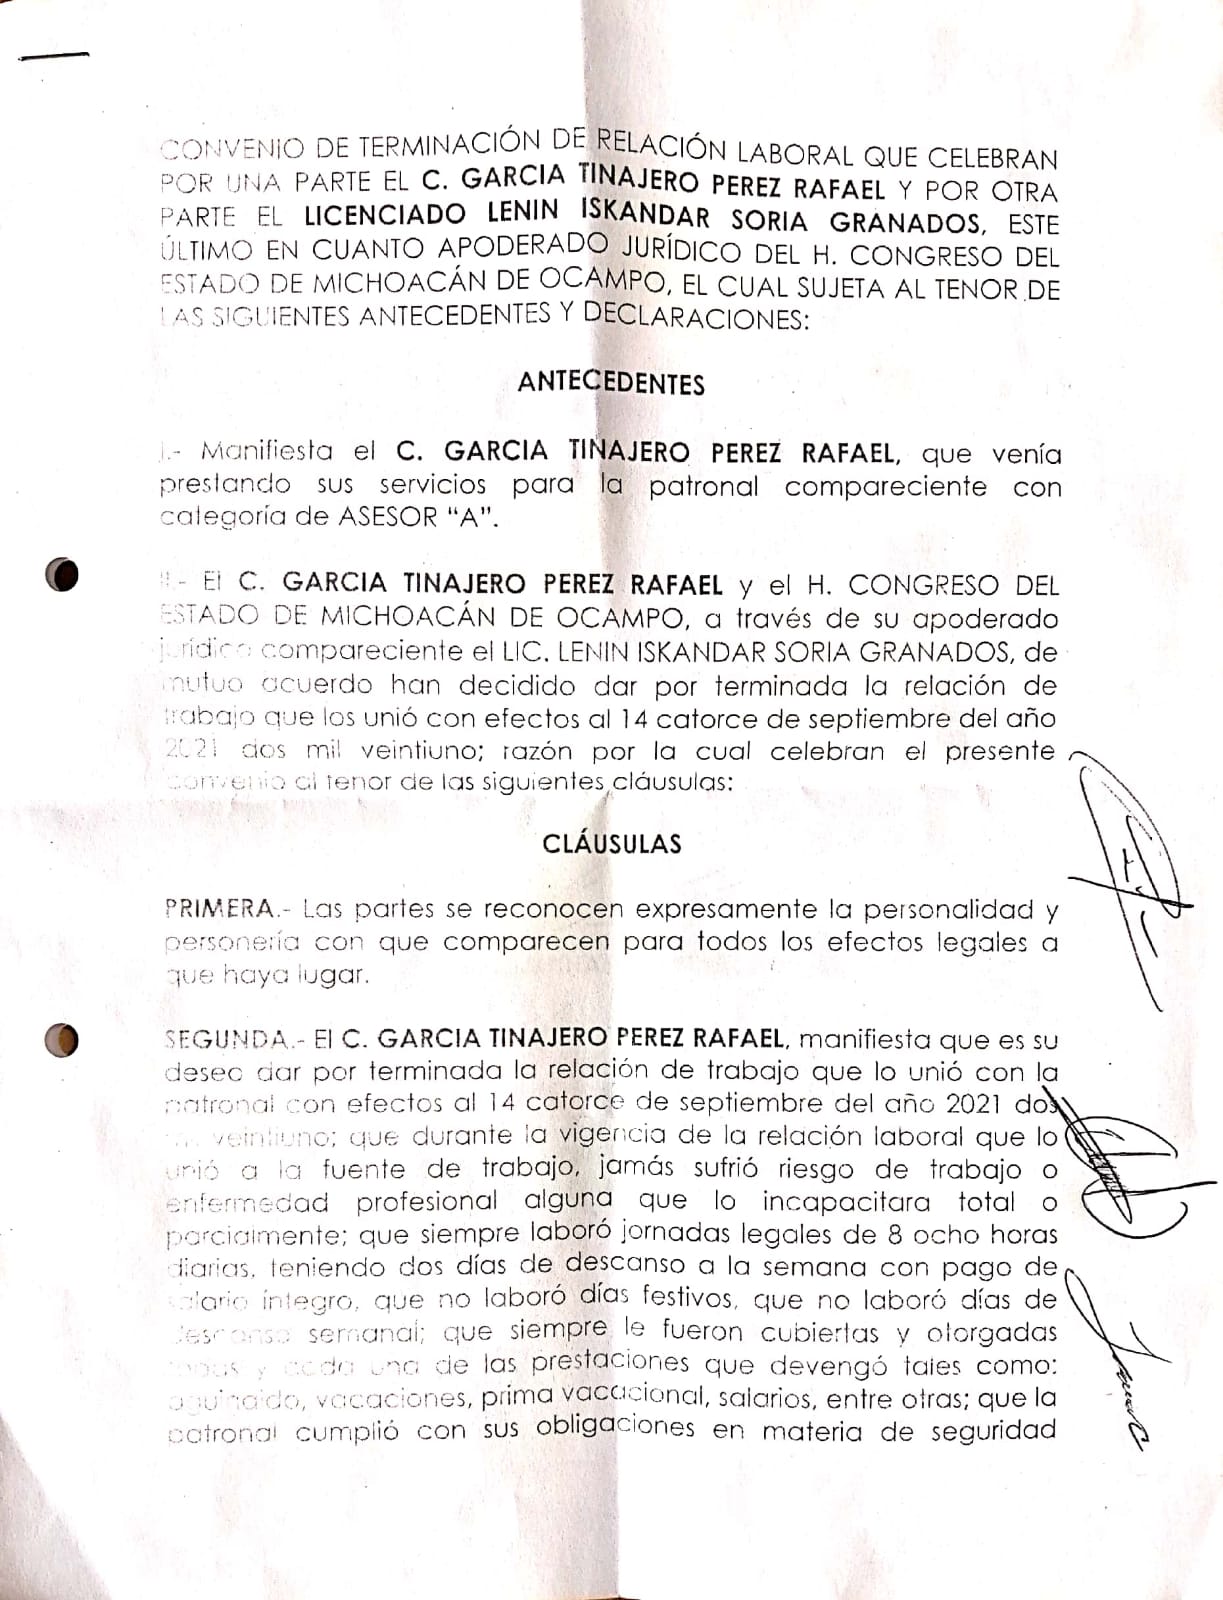 CONVENIO DE TERMINACIÓN DE RELACIÓN LABORAL QUE CELEBRAN
POR UNA PARTE EL C. GARCIA TINAJERO PEREZ RAFAEL Y POR OTRA
PARTE EL LICENCIADO LENIN ISKANDAR SORIA GRANADOS, ESTE
ÚLTIMO EN CUANTO APODERADO JURÍDICO DEL H. CONGRESO DEL
ESTADO DE MICHOACÁN DE OCAMPO, EL CUAL SUJETA AL TENOR DE
LAS SIGUIENTES ANTECEDENTES Y DECLARACIONES:
ANTECEDENTES
I.- Manifiesta el C. GARCIA TINAJERO PEREZ RAFAEL, que venía
prestando sus servicios para la patronal compareciente con
categoría de ASESOR “A”.
II.- El C. GARCIA TINAJERO PEREZ RAFAEL y el H. CONGRESO DEL
ESTADO DE MICHOACÁN DE OCAMPO, a través de su apoderado
jurídico compareciente el LIC. LENIN ISKANDAR SORIA GRANADOS, de
mutuo acuerdo han decidido dar por terminada la relación de
trabajo que los unió con efectos al 14 catorce de septiembre del año
2021 dos mil veintiuno; razón por la cual celebran el presente
convenio al tenor de las siguientes cláusulas:
CLÁUSULAS
PRIMERA.- Las partes se reconocen expresamente la personalidad y
personería con que comparecen para todos los efectos legales a
que haya lugar.
SEGUNDA.- El C. GARCIA TINAJERO PEREZ RAFAEL, manifiesta que es su
deseo dar por terminada la relación de trabajo que lo unió con la
patronal con efectos al 14 catorce de septiembre del año 2021 dos
mil veintiuno; que durante la vigencia de la relación laboral que lo
unió a la fuente de trabajo, jamás sufrió riesgo de trabajo o
enfermedad profesional alguna que lo incapacitara total o
parcialmente; que siempre laboró jornadas legales de 8 ocho horas
diarias, teniendo dos días de descanso a la semana con pago de
salario íntegro, que no laboró días festivos, que no laboró días de
descanso semanal; que siempre le fueron cubiertas y otorgadas
todas y cada una de las prestaciones que devengó tales como:
aguinaldo, vacaciones, prima vacacional, salarios, entre otras; que la
patronal cumplió con sus obligaciones en materia de seguridad